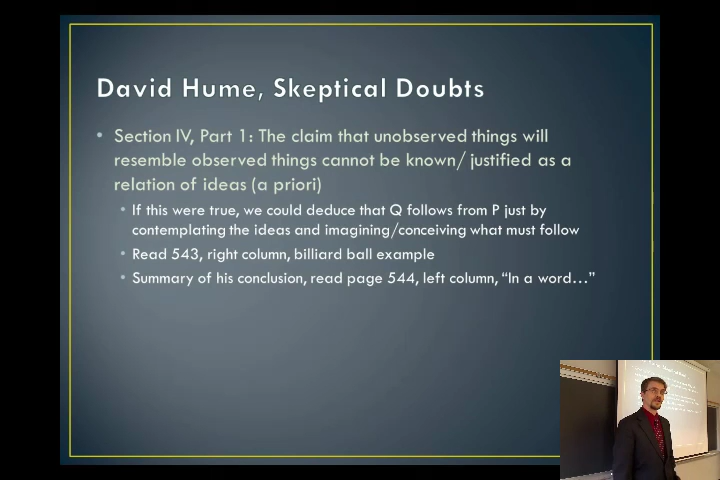 David Hume, Skeptical Doubts
• Section IV, Part 1: The claim that unobserved things will
resemble observed things cannot be known/ justified as a
relation of ideas (a priori)
• If this were true, we could deduce that Q follows from P just by
contemplating the ideas and imagining/conceiving what must follow
• Read 543, right column, billiard ball example
• Summary of his conclusion, read page 544, left column, “In a word…”